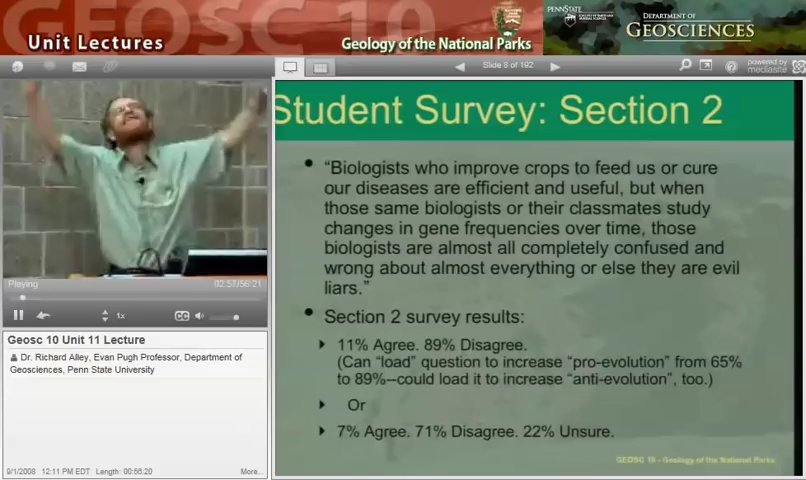 GEOSC 10
Unit Lectures
Geology of the National Parks
PENNSTATE
DEPARTMENT OF
GEOSCIENCES
Slide 8 of 192
powered by
mediasite
Student Survey: Section 2
• "Biologists who improve crops to feed us or cure
our diseases are efficient and useful, but when
those same biologists or their classmates study
changes in gene frequencies over time, those
biologists are almost all completely confused and
wrong about almost everything or else they are evil
liars."
• Section 2 survey results:
11% Agree. 89% Disagree.
(Can "load" question to increase "pro-evolution" from 65%
to 89%--could load it to increase "anti-evolution", too.)
Or
7% Agree. 71% Disagree. 22% Unsure.
GEOSC 10 - Geology of the National Parks
Playing
02:57/56:21
1x
CC
Geosc 10 Unit 11 Lecture
Dr. Richard Alley, Evan Pugh Professor, Department of
Geosciences, Penn State University
9/1/2008 12:11 PM EDT Length: 00:56:20
More...